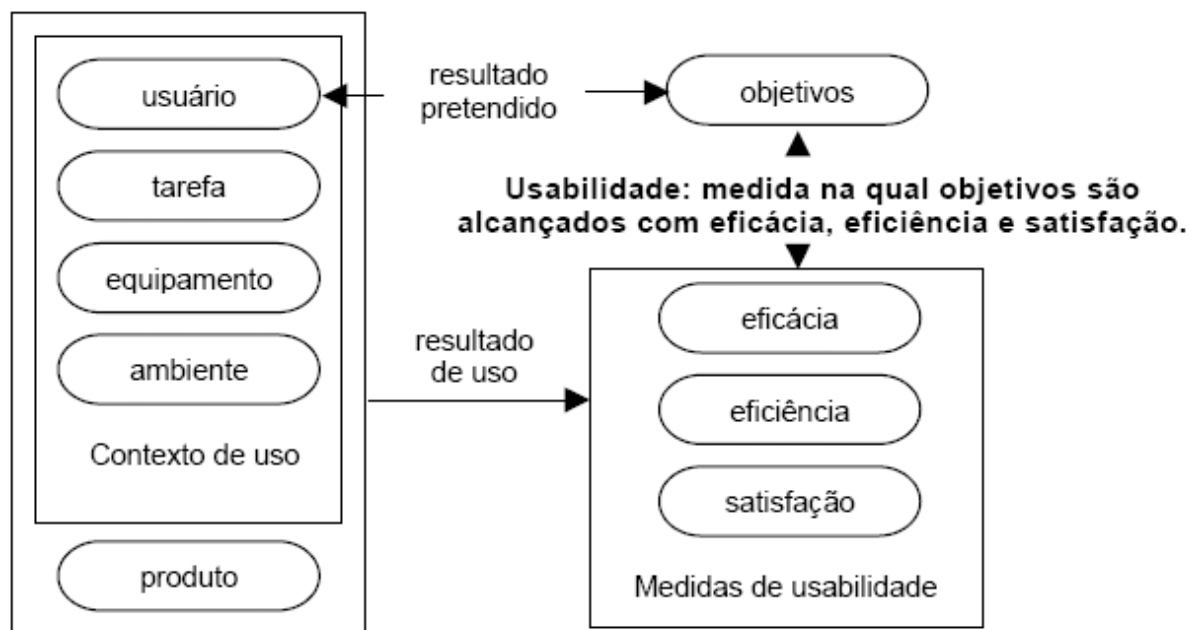 usuário
tarefa
equipamento
ambiente
Contexto de uso
produto
resultado
pretendido
objetivos
Usabilidade: medida na qual objetivos são
alcançados com eficácia, eficiência e satisfação.
resultado
de uso
eficácia
eficiência
satisfação
Medidas de usabilidade